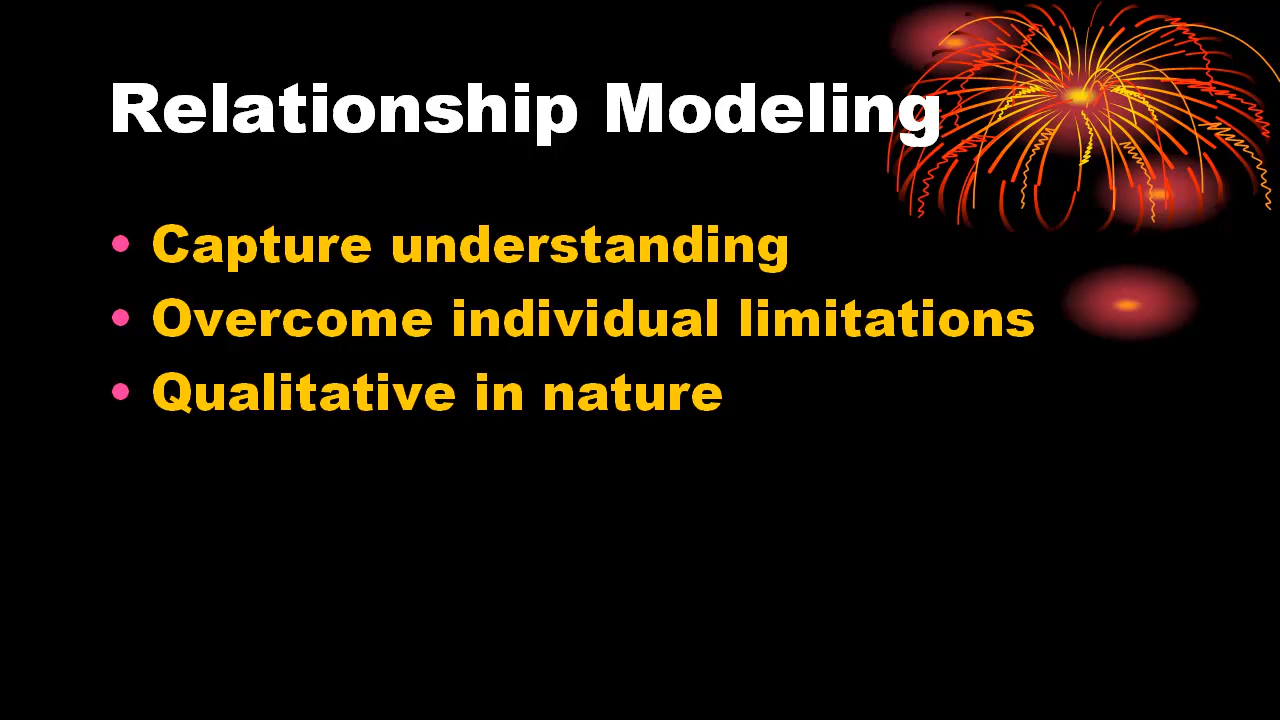 Relationship Modeling
• Capture understanding
• Overcome individual limitations
• Qualitative in nature